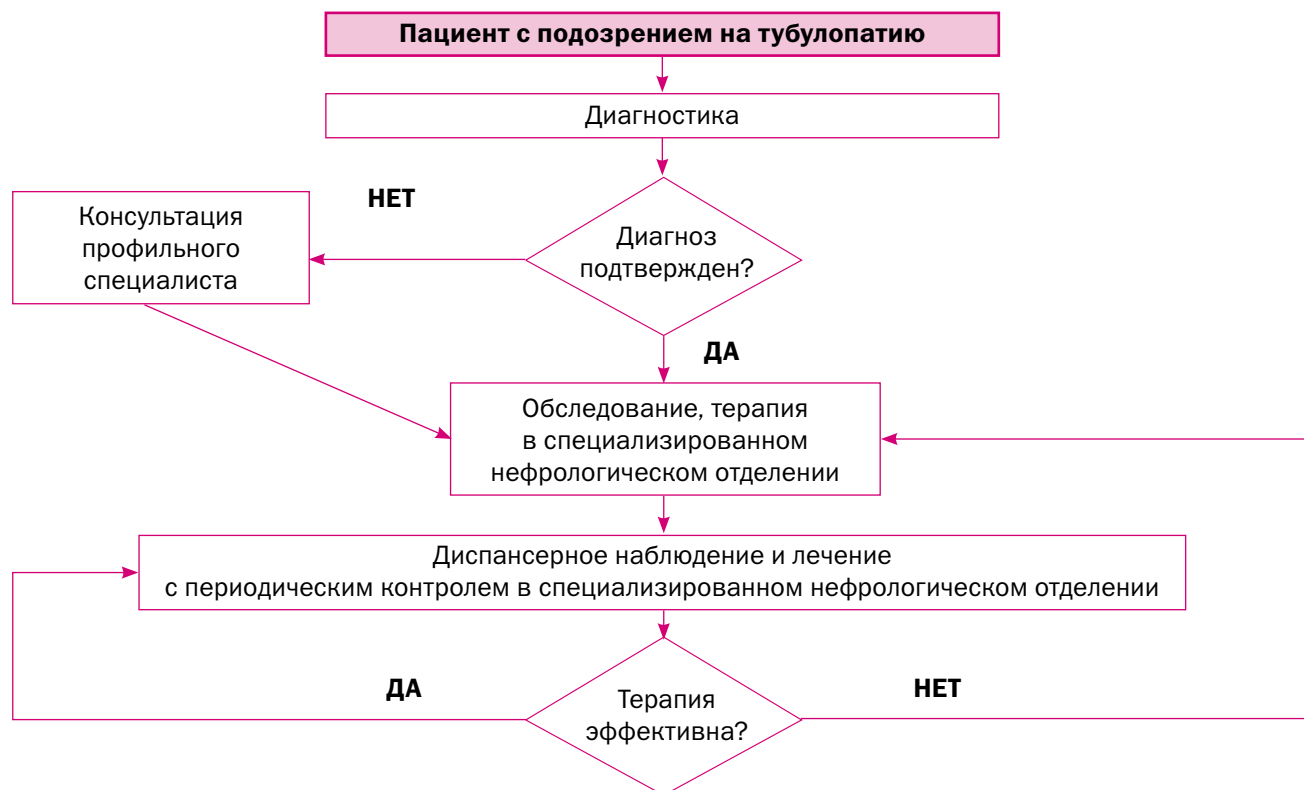 Пациент с подозрением на тубулопатию
Диагностика
НЕТ
Консультация
профильного
специалиста
Диагноз
подтвержден?
ДА
Обследование, терапия
в специализированном
нефрологическом отделении
Диспансерное наблюдение и лечение
с периодическим контролем в специализированном нефрологическом отделении
ДА
Терапия
эффективна?
НЕТ